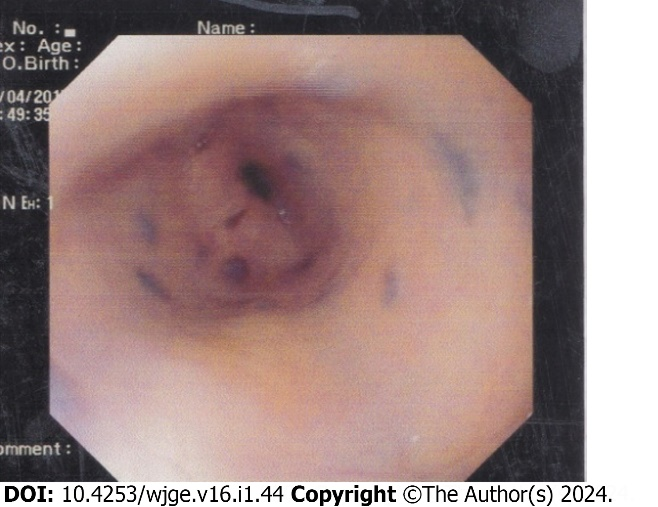 No. :
Name :
ex: Age:
O.Birth:
/04/201
:49:35
N EH: 1
omment:
DOI: 10.4253/wjge.v16.i1.44 Copyright ©The Author(s) 2024.